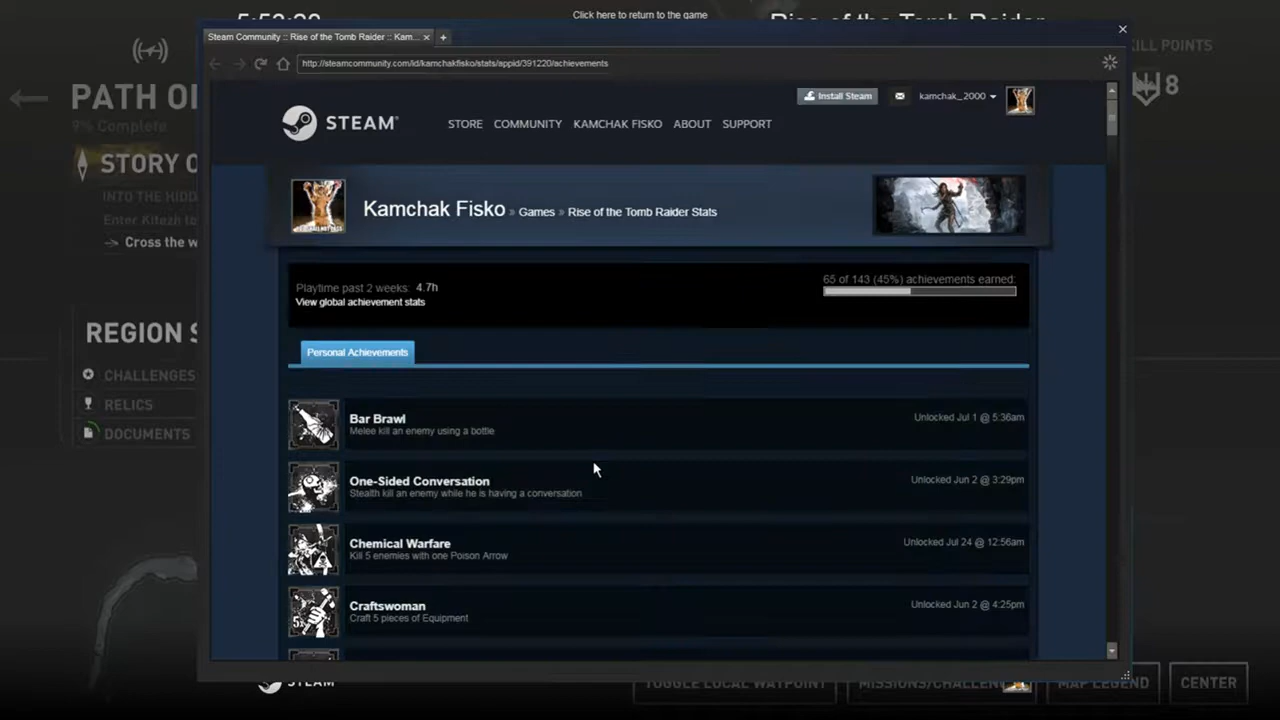 Click here to return to the game
Steam Community :: Rise of the Tomb Raider :: Kam...
http://steamcommunity.com/id/kamchakfisko/stats/appid/391220/achievements
ILL POINTS
8
PATH O
9% Complete
STORY O
INTO THE HIDD
Enter Kitezh to
Cross the w
REGION S
CHALLENGES
RELICS
DOCUMENTS
Install Steam
kamchak_2000
STEAM
STORE COMMUNITY KAMCHAK FISKO ABOUT SUPPORT
Kamchak Fisko » Games » Rise of the Tomb Raider Stats
Playtime past 2 weeks: 4.7h
View global achievement stats
65 of 143 (45%) achievements earned:
Personal Achievements
Bar Brawl
Melee kill an enemy using a bottle
Unlocked Jul 1 @ 5:36am
One-Sided Conversation
Stealth kill an enemy while he is having a conversation
Unlocked Jun 2 @ 3:29pm
Chemical Warfare
Kill 5 enemies with one Poison Arrow
Unlocked Jul 24 @ 12:56am
Craftswoman
Craft 5 pieces of Equipment
Unlocked Jun 2 @ 4:25pm
5x
STEAM
TOGGLE LOCAL WAYPOINT
MISSIONS/CHALLEN
MAP LEGEND
CENTER